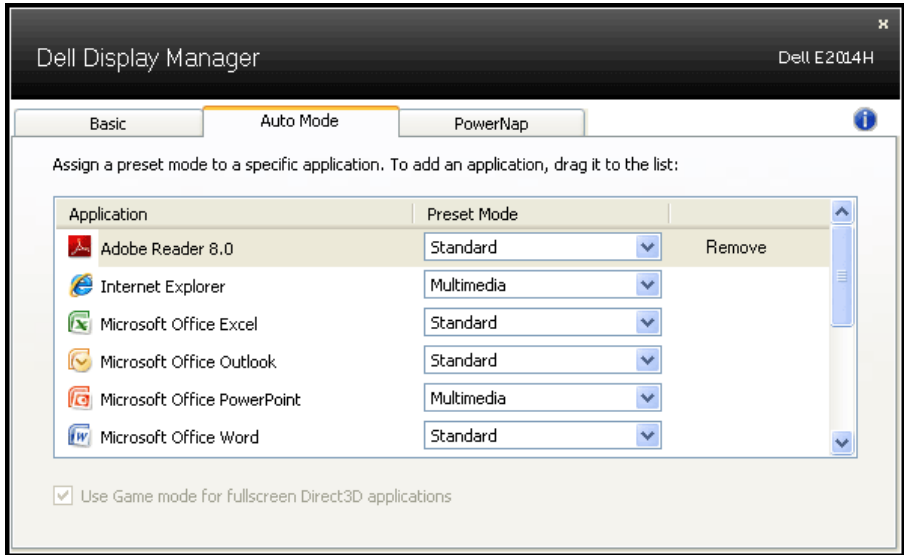 x
Dell Display Manager
Dell E2014H
Basic
Auto Mode
PowerNap
i
Assign a preset mode to a specific application. To add an application, drag it to the list:
Application Preset Mode
Adobe Reader 8.0 Standard Remove
Internet Explorer Multimedia
Microsoft Office Excel Standard
Microsoft Office Outlook Standard
Microsoft Office PowerPoint Multimedia
Microsoft Office Word Standard
Use Game mode for fullscreen Direct3D applications